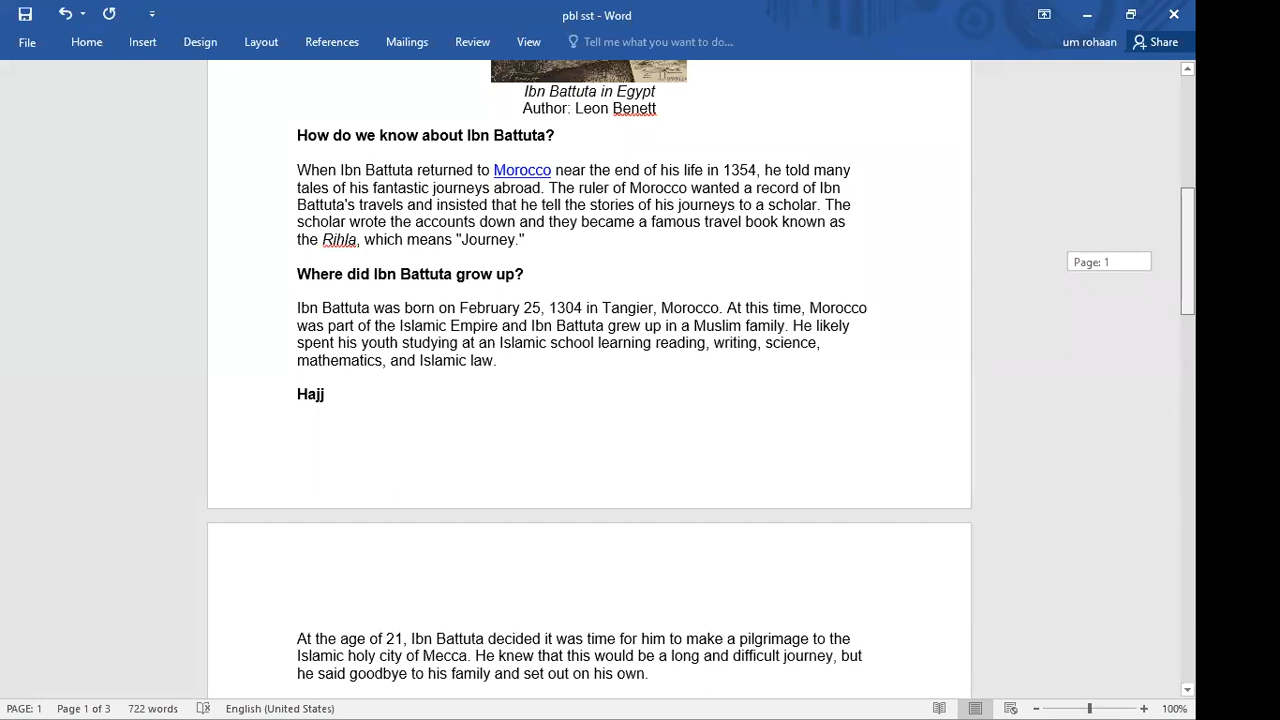 pbl sst - Word
File Home Insert Design Layout References Mailings Review View Tell me what you want to do... um rohaan Share
Ibn Battuta in Egypt
Author: Leon Benett
How do we know about Ibn Battuta?
When Ibn Battuta returned to Morocco near the end of his life in 1354, he told many
tales of his fantastic journeys abroad. The ruler of Morocco wanted a record of Ibn
Battuta's travels and insisted that he tell the stories of his journeys to a scholar. The
scholar wrote the accounts down and they became a famous travel book known as
the Rihla, which means "Journey."
Page: 1
Where did Ibn Battuta grow up?
Ibn Battuta was born on February 25, 1304 in Tangier, Morocco. At this time, Morocco
was part of the Islamic Empire and Ibn Battuta grew up in a Muslim family. He likely
spent his youth studying at an Islamic school learning reading, writing, science,
mathematics, and Islamic law.
Hajj
At the age of 21, Ibn Battuta decided it was time for him to make a pilgrimage to the
Islamic holy city of Mecca. He knew that this would be a long and difficult journey, but
he said goodbye to his family and set out on his own.
PAGE: 1 Page 1 of 3 722 words English (United States) 100%